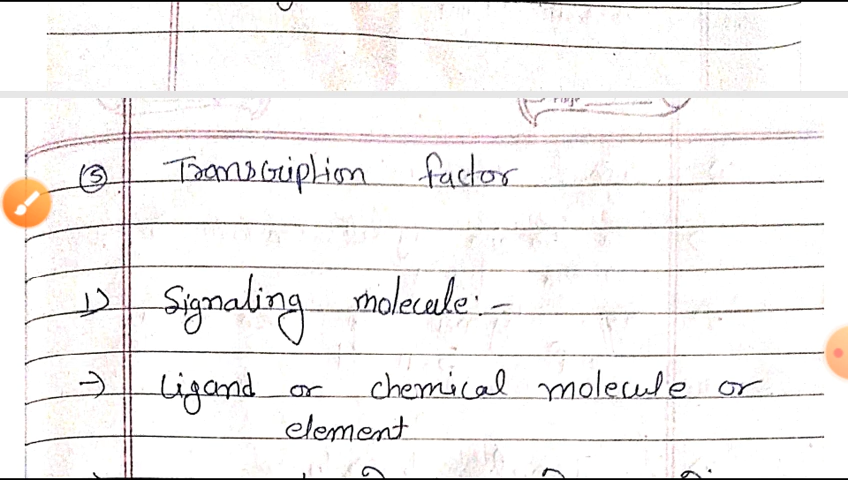 ⑤ Transcription factor
1) Signaling molecule:-
→ Ligand or chemical molecule or
element